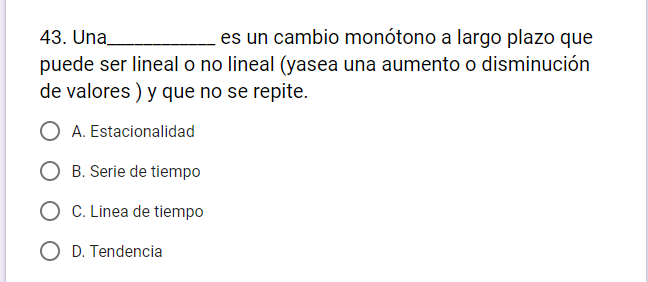 43. Una____________ es un cambio monótono a largo plazo que
puede ser lineal o no lineal (yasea una aumento o disminución
de valores ) y que no se repite.
A. Estacionalidad
B. Serie de tiempo
C. Linea de tiempo
D. Tendencia